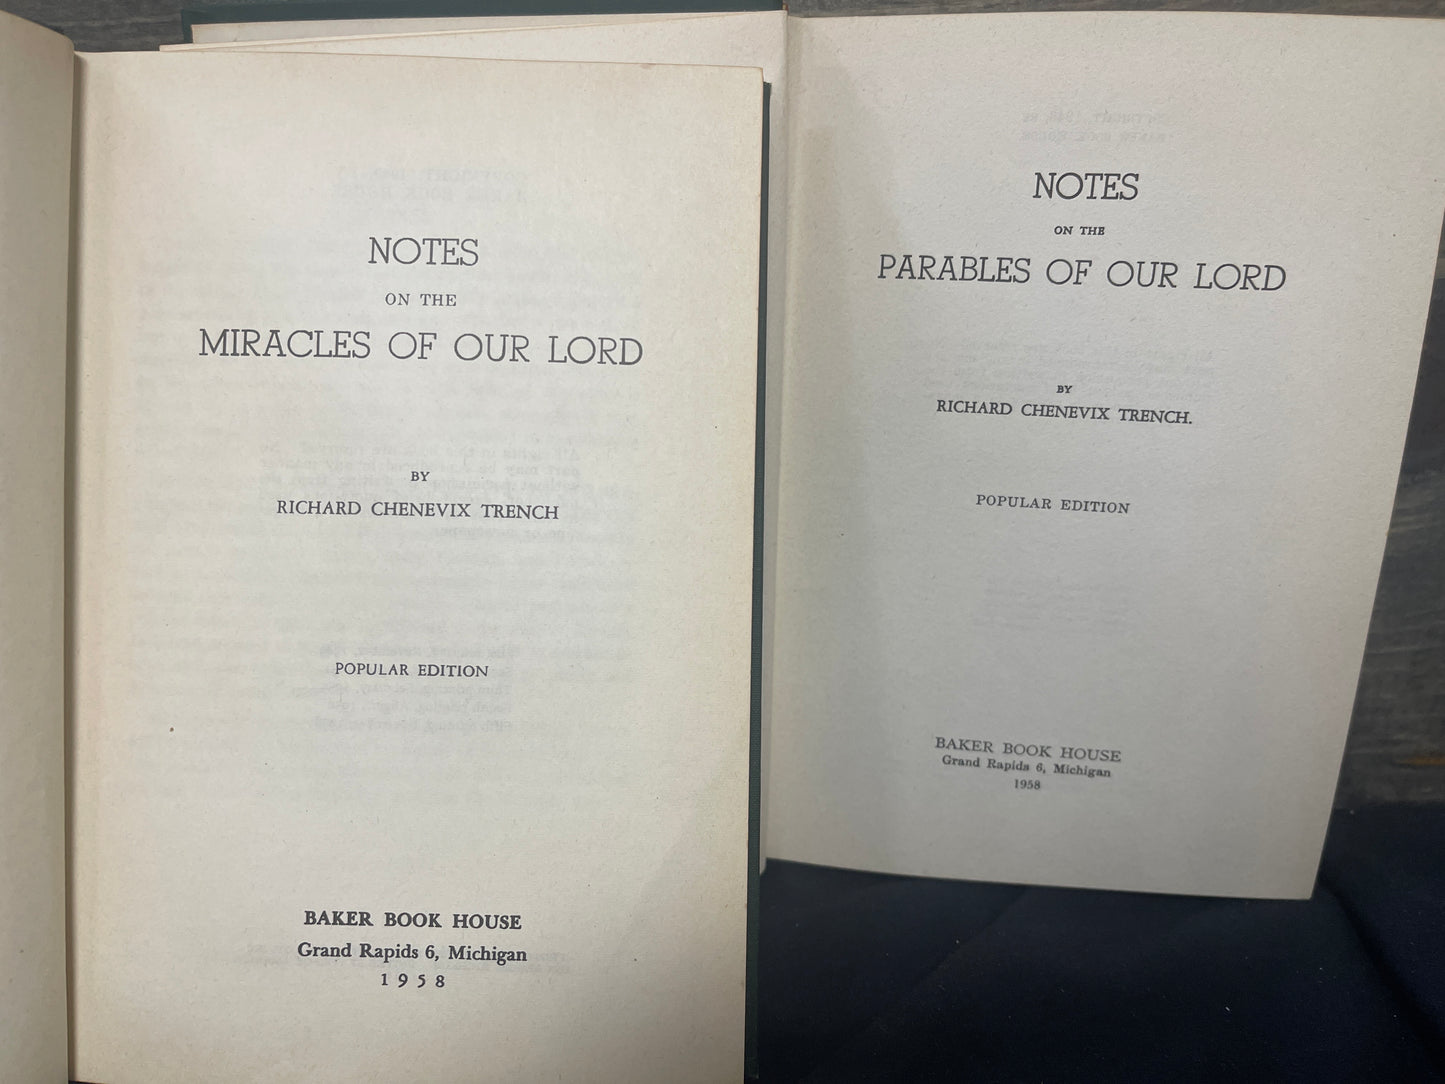 NOTES
ON THE
MIRACLES OF OUR LORD
BY
RICHARD CHENEVIX TRENCH
POPULAR EDITION
BAKER BOOK HOUSE
Grand Rapids 6, Michigan
1958
NOTES
ON THE
PARABLES OF OUR LORD
BY
RICHARD CHENEVIX TRENCH.
POPULAR EDITION
BAKER BOOK HOUSE
Grand Rapids 6, Michigan
1958